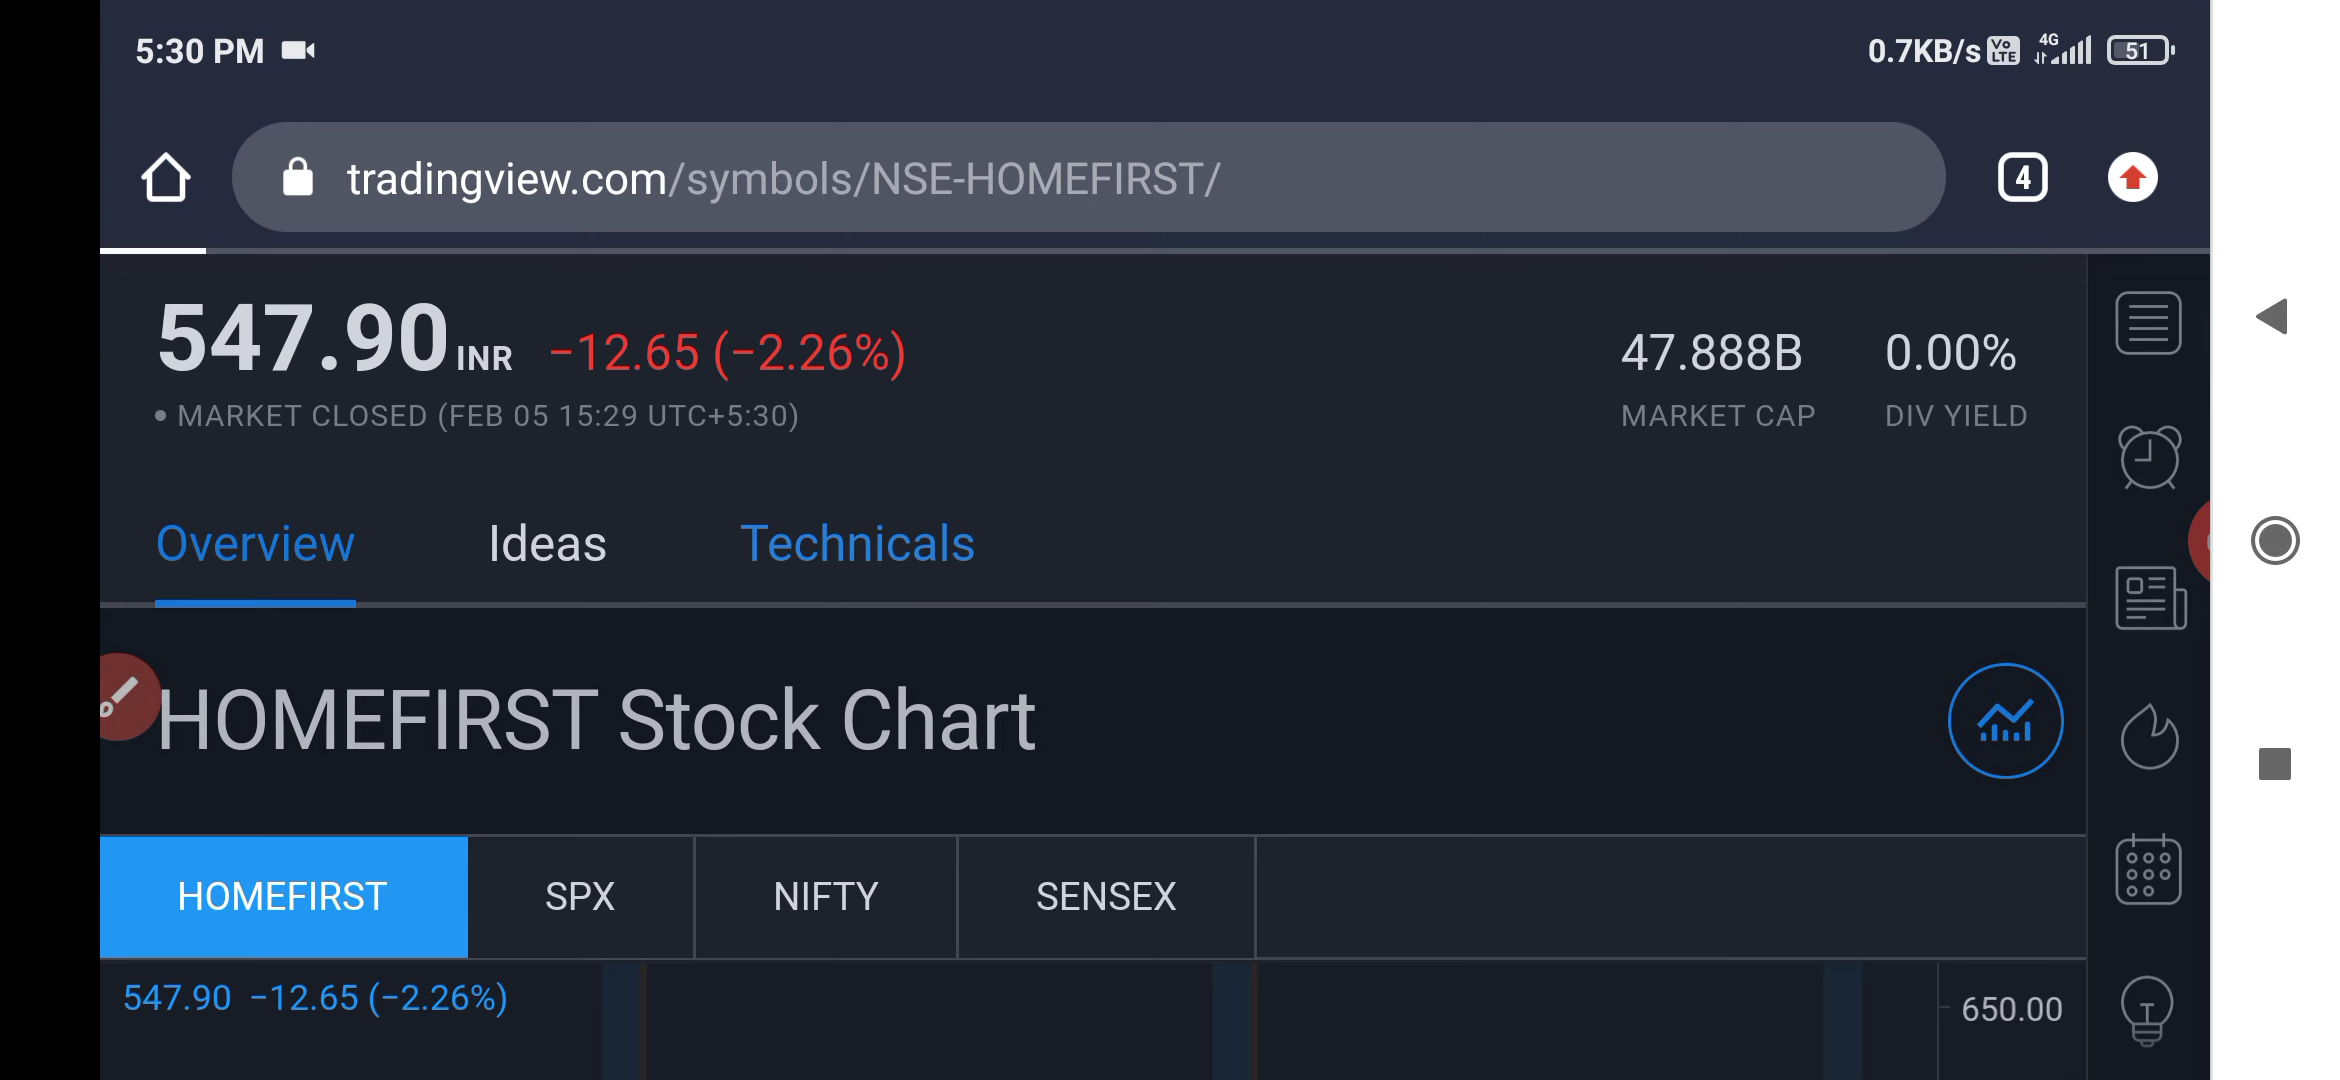 5:30 PM
0.7KB/s Vo LTE 4G 51
tradingview.com/symbols/NSE-HOMEFIRST/
4
547.90 INR −12.65 (−2.26%)
• MARKET CLOSED (FEB 05 15:29 UTC+5:30)
47.888B
MARKET CAP
0.00%
DIV YIELD
Overview Ideas Technicals
HOMEFIRST Stock Chart
HOMEFIRST SPX NIFTY SENSEX
547.90 −12.65 (−2.26%)
650.00